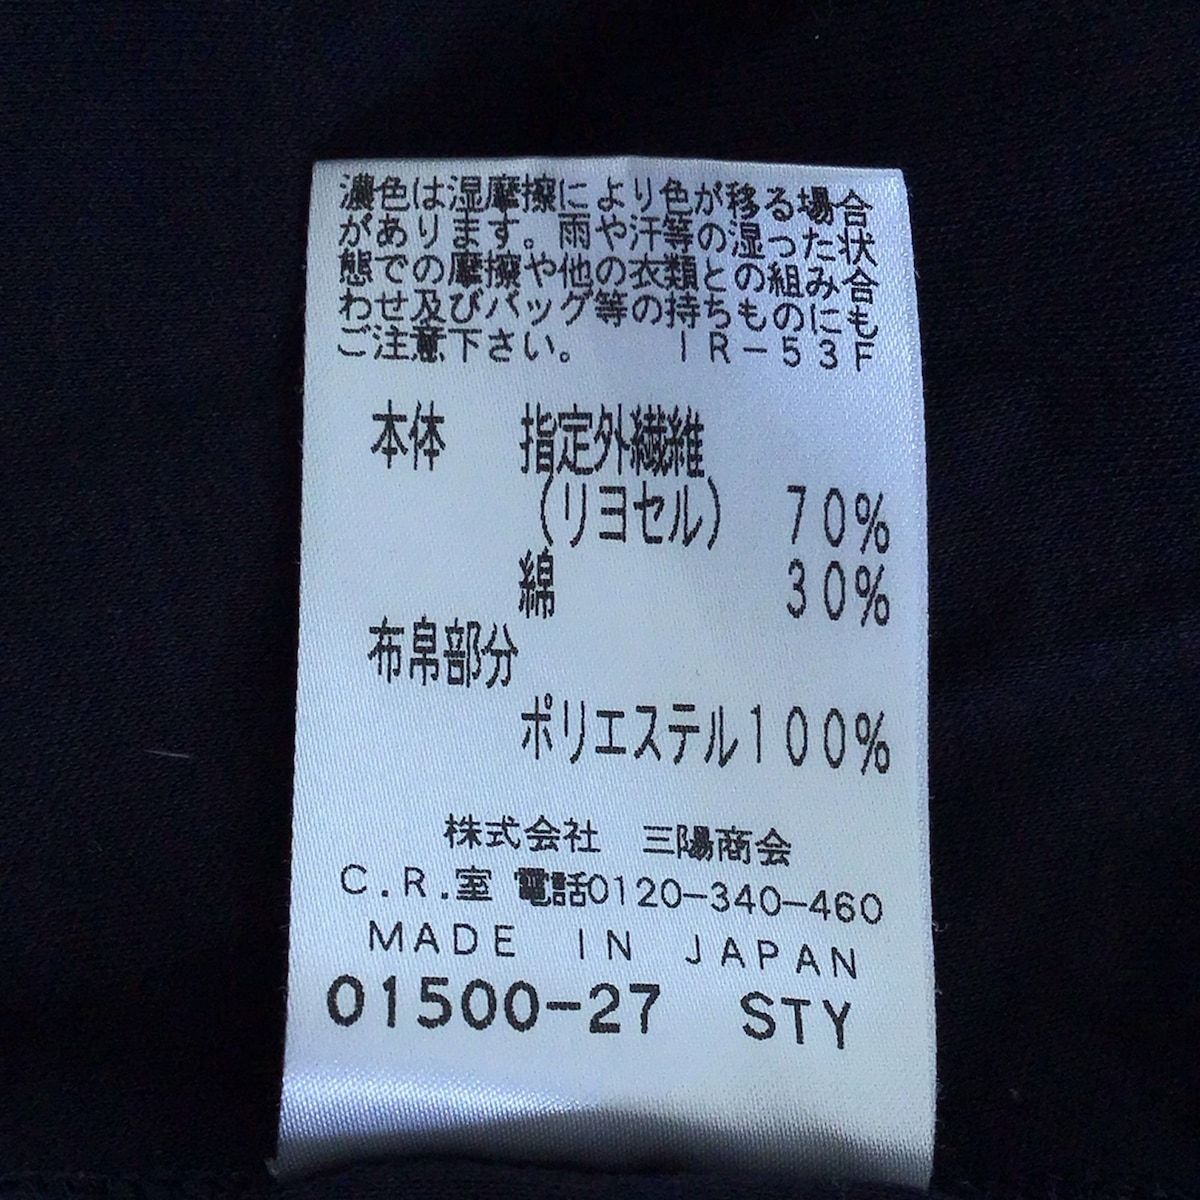 濃色は湿摩擦により色が移る場合
があります。雨や汗等の湿った状
態での摩擦や他の衣類との組み合
わせ及びバッグ等の持ちものにも
ご注意下さい。 IR-53F
本体 指定外繊維
(リヨセル) 70%
綿 30%
布帛部分
ポリエステル100%
株式会社 三陽商会
C.R.室 電話0120-340-460
MADE IN JAPAN
01500-27 STY